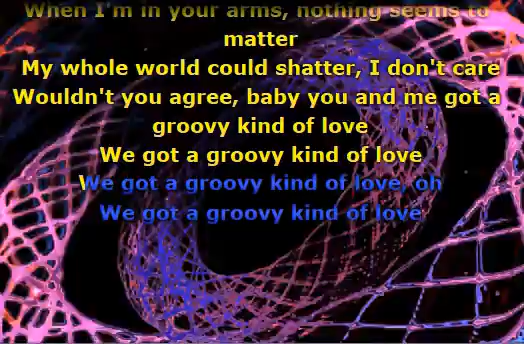 When I'm in your arms, nothing seems to
matter
My whole world could shatter, I don't care
Wouldn't you agree, baby you and me got a
groovy kind of love
We got a groovy kind of love
We got a groovy kind of love, oh
We got a groovy kind of love